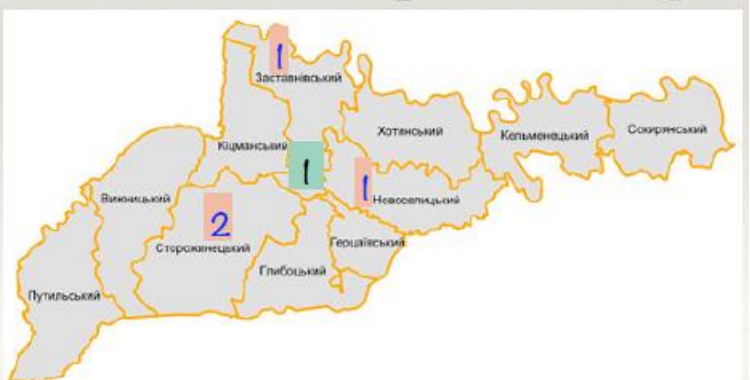 1
Заставнівський
Хотинський
Кельменецький
Сокирянський
Кіцманський
1
1
Новоселицький
Вижницький
2
Сторожинецький
Герцаївський
Глибоцький
Путильський